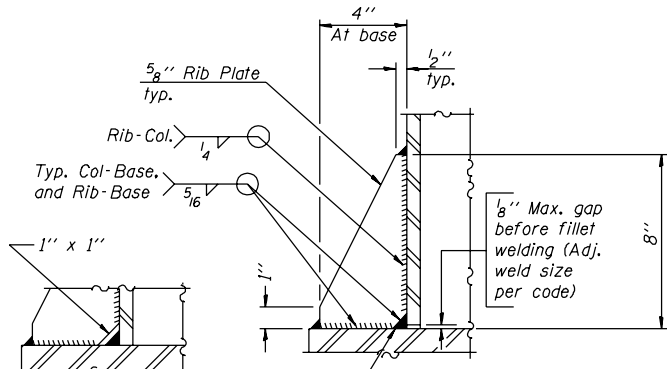 4"
At base
1/2"
typ.
5/8" Rib Plate
typ.
Rib-Col.
1/4
Typ. Col-Base.
and Rib-Base
5/16
1/8" Max. gap
before fillet
welding (Adj.
weld size
per code)
8"
1"
1" x 1"